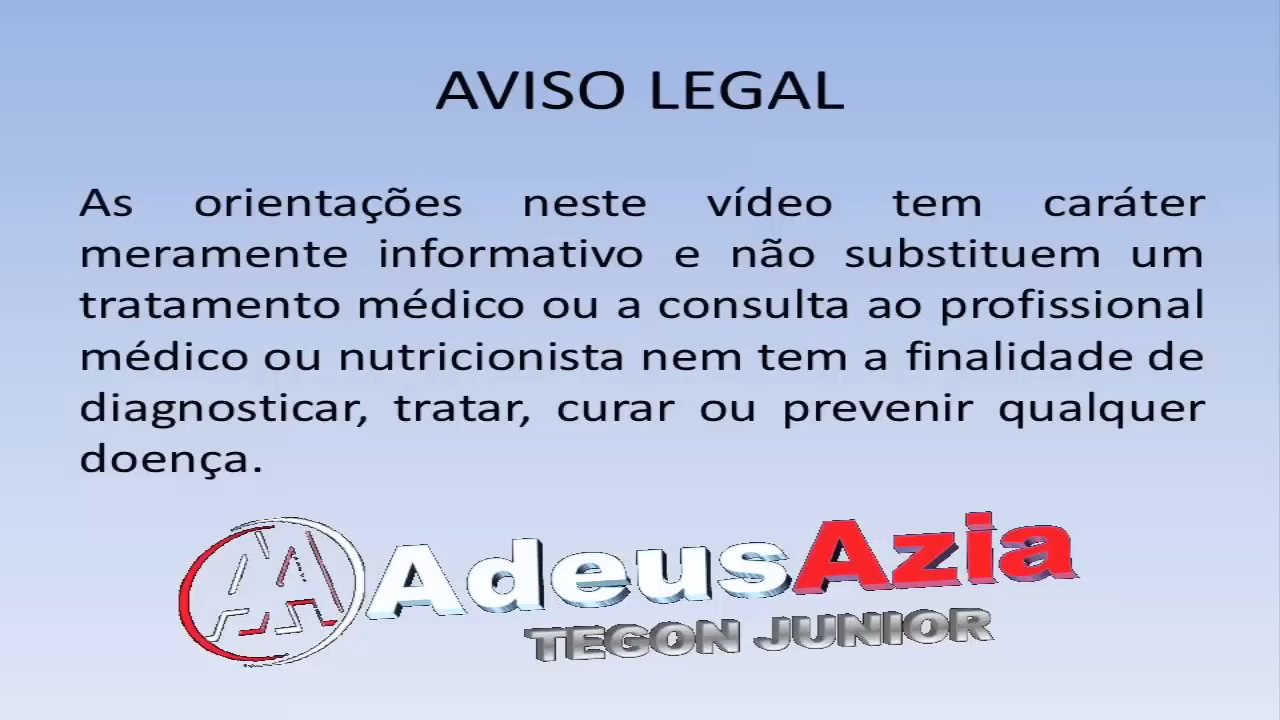 AVISO LEGAL
As orientações neste vídeo tem caráter
meramente informativo e não substituem um
tratamento médico ou a consulta ao profissional
médico ou nutricionista nem tem a finalidade de
diagnosticar, tratar, curar ou prevenir qualquer
doença.
AdeusAzia
TEGON JUNIOR